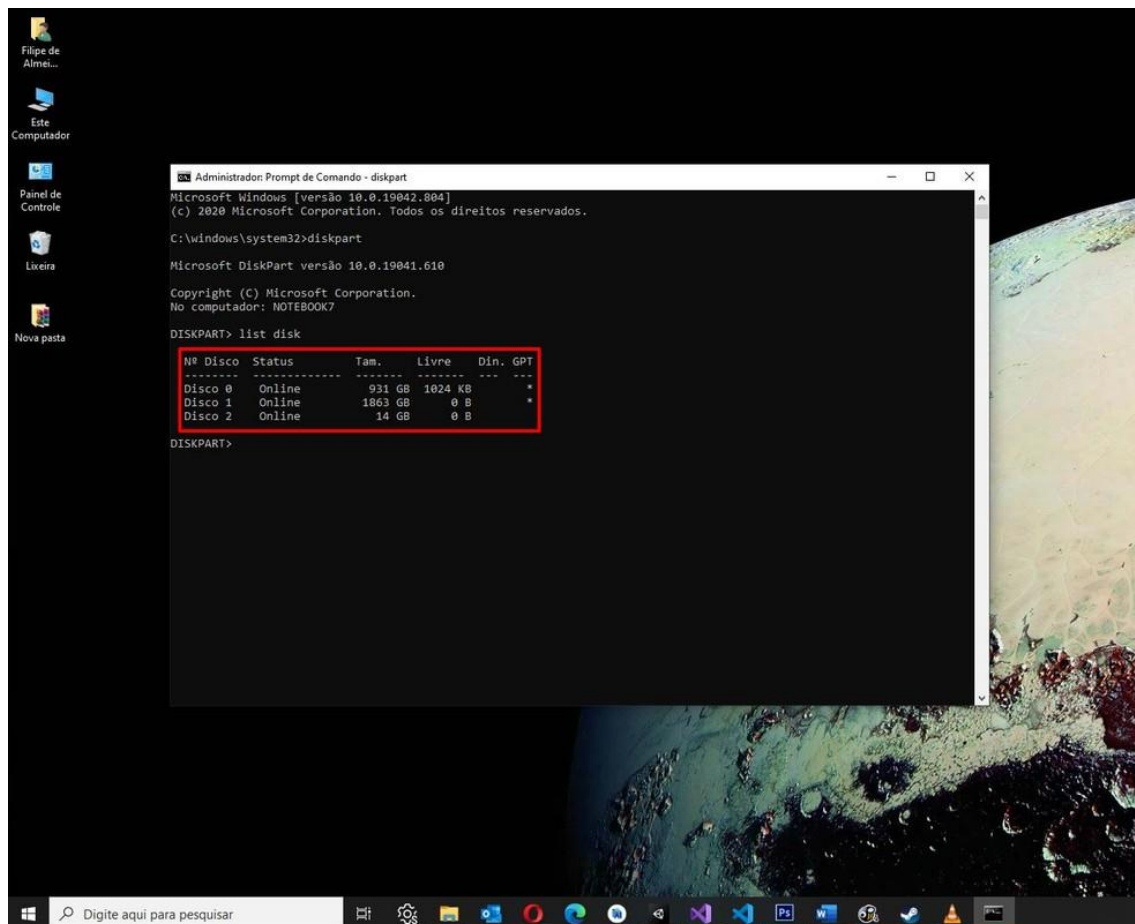 Filipe de
Almei...
Este
Computador
Painel de
Controle
Lixeira
Nova pasta
Administrador: Prompt de Comando - diskpart
Microsoft Windows [versão 10.0.19042.804]
(c) 2020 Microsoft Corporation. Todos os direitos reservados.
C:\windows\system32>diskpart
Microsoft DiskPart versão 10.0.19041.610
Copyright (C) Microsoft Corporation.
No computador: NOTEBOOK7
DISKPART> list disk
Nº Disco  Status         Tam.     Livre    Din.  GPT
--------  -------------  -------  -------  ---  ---
Disco 0    Online          931 GB  1024 KB        *
Disco 1    Online         1863 GB      0 B        *
Disco 2    Online           14 GB      0 B
DISKPART>
Digite aqui para pesquisar
Ps